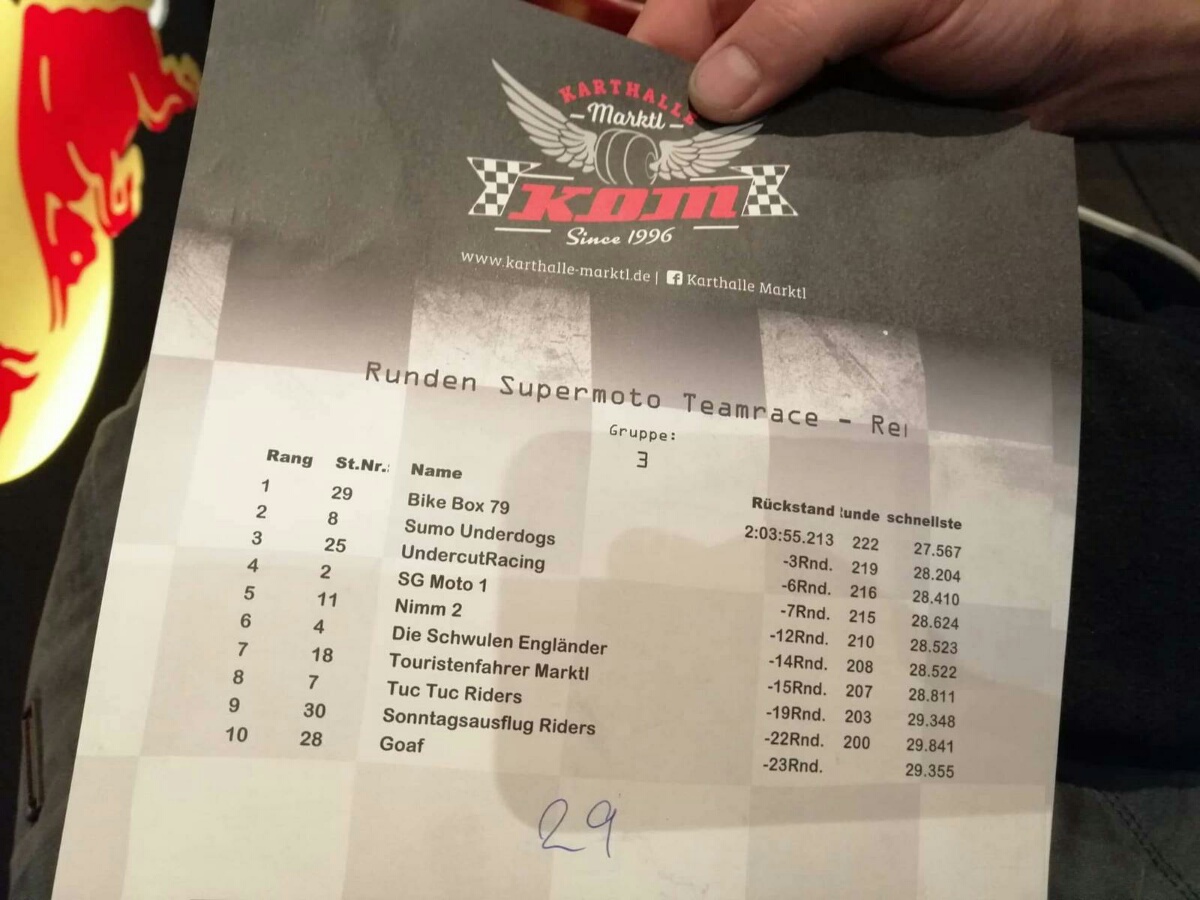 KARTHALLE
- Marktl -
KDM
Since 1996
www.karthalle-marktl.de | Karthalle Marktl
Runden Supermoto Teamrace - Re
Gruppe:
3
Rang St.Nr.: Name Rückstand unde schnellste
1 29 Bike Box 79 2:03:55.213 222 27.567
2 8 Sumo Underdogs -3Rnd. 219 28.204
3 25 UndercutRacing -6Rnd. 216 28.410
4 2 SG Moto 1 -7Rnd. 215 28.624
5 11 Nimm 2 -12Rnd. 210 28.523
6 4 Die Schwulen Engländer -14Rnd. 208 28.522
7 18 Touristenfahrer Marktl -15Rnd. 207 28.811
8 7 Tuc Tuc Riders -19Rnd. 203 29.348
9 30 Sonntagsausflug Riders -22Rnd. 200 29.841
10 28 Goaf -23Rnd. 29.355
29